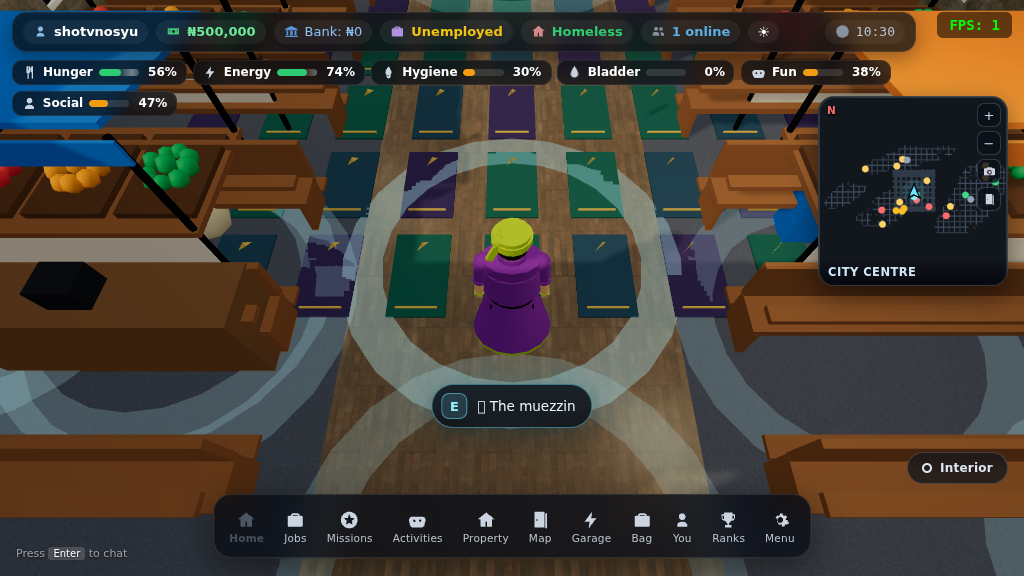 shotvnosyu
₦500,000
Bank: ₦0
Unemployed
Homeless
1 online
10:30
FPS: 1
Hunger 56%
Energy 74%
Hygiene 30%
Bladder 0%
Fun 38%
Social 47%
N
+
−
CITY CENTRE
E The muezzin
Interior
Home
Jobs
Missions
Activities
Property
Map
Garage
Bag
You
Ranks
Menu
Press Enter to chat